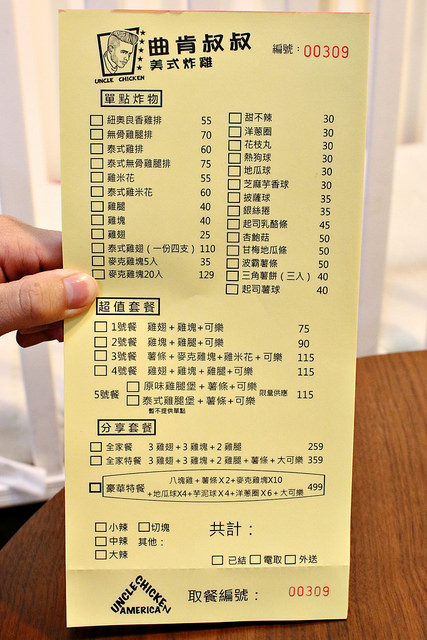 UNCLE CHICKEN
曲肯叔叔
美式炸雞
編號：00309
單點炸物
紐奧良香雞排 55
無骨雞腿排 70
泰式雞排 60
泰式無骨雞腿排 75
雞米花 55
泰式雞米花 60
雞腿 40
雞塊 40
雞翅 25
泰式雞翅（一份四支）110
麥克雞塊5人 35
麥克雞塊20人 129
甜不辣 30
洋蔥圈 30
花枝丸 30
熱狗球 30
地瓜球 30
芝麻芋香球 30
披薩球 35
銀絲捲 35
起司乳酪條 45
杏鮑菇 50
甘梅地瓜條 50
波霸薯條 50
三角薯餅（三入）40
起司薯球 40
超值套餐
1號餐 雞翅+雞塊+可樂 75
2號餐 雞塊+雞腿+可樂 90
3號餐 薯條+麥克雞塊+雞米花+可樂 115
4號餐 雞翅+雞塊+雞腿+可樂 115
5號餐 原味雞腿堡+薯條+可樂
泰式雞腿堡+薯條+可樂 限量供應 115
暫不提供單點
分享套餐
全家餐 3雞翅+3雞塊+2雞腿 259
全家特餐 3雞翅+3雞塊+2雞腿+薯條+大可樂 359
豪華特餐 八塊雞+薯條X2+麥克雞塊X10
+地瓜球X4+芋泥球X4+洋蔥圈X6+大可樂 499
小辣 切塊
中辣 其他：
大辣
共計：
已結 電取 外送
UNCLE CHICKEN
AMERICAN
取餐編號： 00309